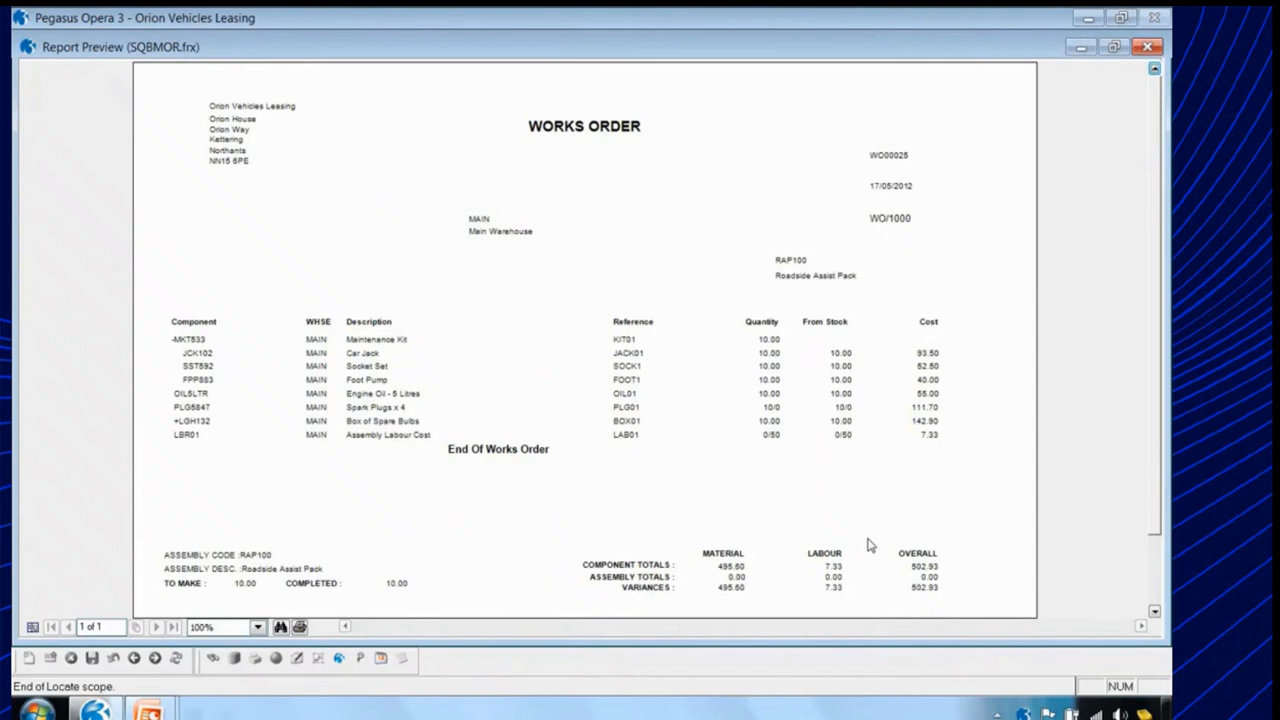 Pegasus Opera 3 - Orion Vehicles Leasing
Report Preview (SQBMOR.frx)
Orion Vehicles Leasing
Orion House
Orion Way
Kettering
Northants
NN15 6PE
WORKS ORDER
WO00025
17/05/2012
MAIN
Main Warehouse
WO/1000
RAP100
Roadside Assist Pack
Component WHSE Description Reference Quantity From Stock Cost
-MKT533 MAIN Maintenance Kit KIT01 10.00
JCK102 MAIN Car Jack JACK01 10.00 10.00 93.50
SST592 MAIN Socket Set SOCK1 10.00 10.00 52.50
FPP883 MAIN Foot Pump FOOT1 10.00 10.00 40.00
OIL5LTR MAIN Engine Oil - 5 Litres OIL01 10.00 10.00 55.00
PLG5847 MAIN Spark Plugs x 4 PLG01 10/0 10/0 111.70
+LGH132 MAIN Box of Spare Bulbs BOX01 10.00 10.00 142.90
LBR01 MAIN Assembly Labour Cost LAB01 0/50 0/50 7.33
End Of Works Order
ASSEMBLY CODE :RAP100
ASSEMBLY DESC. :Roadside Assist Pack
TO MAKE : 10.00 COMPLETED : 10.00
MATERIAL LABOUR OVERALL
COMPONENT TOTALS : 495.60 7.33 502.93
ASSEMBLY TOTALS : 0.00 0.00 0.00
VARIANCES : 495.60 7.33 502.93
1 of 1 100%
End of Locate scope. NUM